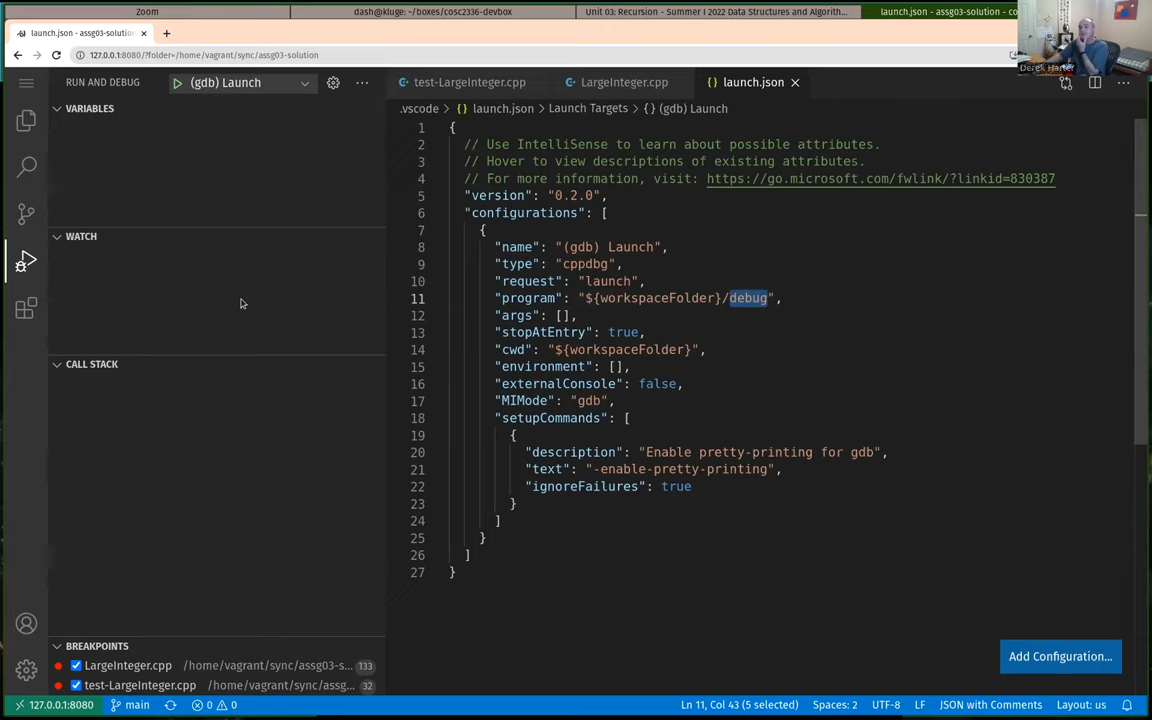 Zoom
dash@kluge: ~/boxes/cosc2336-devbox
Unit 03: Recursion - Summer I 2022 Data Structures and Algorith...
launch.json - assg03-solution - co
launch.json - assg03-solution
127.0.0.1:8080/?folder=/home/vagrant/sync/assg03-solution
Derek Harter
RUN AND DEBUG
(gdb) Launch
test-LargeInteger.cpp
LargeInteger.cpp
{} launch.json
VARIABLES
.vscode > {} launch.json > Launch Targets > {} (gdb) Launch
1 {
2 // Use IntelliSense to learn about possible attributes.
3 // Hover to view descriptions of existing attributes.
4 // For more information, visit: https://go.microsoft.com/fwlink/?linkid=830387
5 "version": "0.2.0",
6 "configurations": [
7 {
8 "name": "(gdb) Launch",
9 "type": "cppdbg",
10 "request": "launch",
11 "program": "${workspaceFolder}/debug",
12 "args": [],
13 "stopAtEntry": true,
14 "cwd": "${workspaceFolder}",
15 "environment": [],
16 "externalConsole": false,
17 "MIMode": "gdb",
18 "setupCommands": [
19 {
20 "description": "Enable pretty-printing for gdb",
21 "text": "-enable-pretty-printing",
22 "ignoreFailures": true
23 }
24 ]
25 }
26 ]
27 }
WATCH
CALL STACK
BREAKPOINTS
LargeInteger.cpp /home/vagrant/sync/assg03-s... 133
test-LargeInteger.cpp /home/vagrant/sync/assg... 32
Add Configuration...
127.0.0.1:8080
main
0 0
Ln 11, Col 43 (5 selected)
Spaces: 2
UTF-8
LF
JSON with Comments
Layout: us